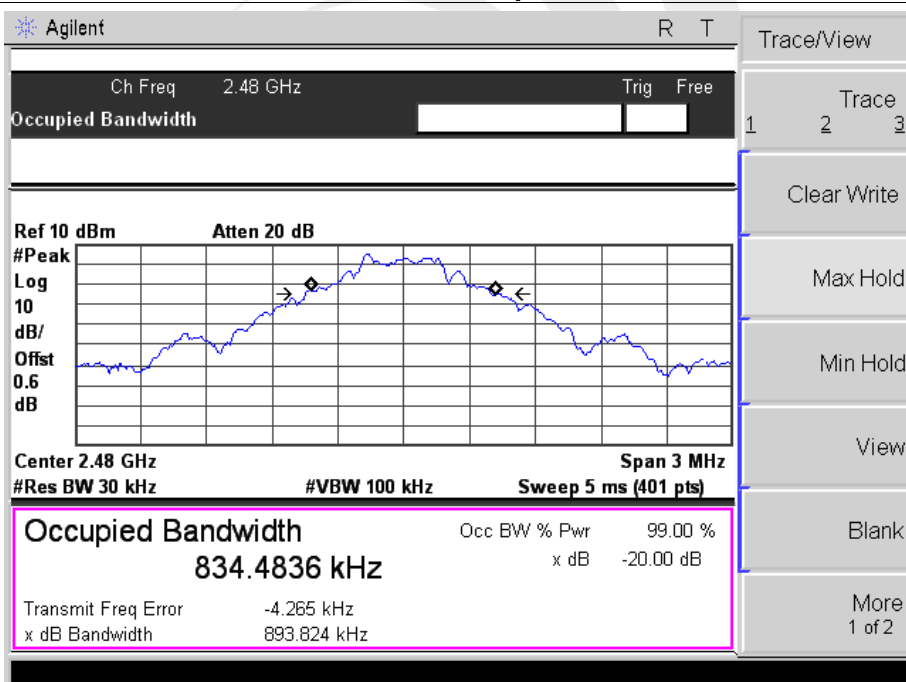 Agilent R T
Trace/View
Ch Freq 2.48 GHz Trig Free
Occupied Bandwidth
Trace
1 2 3
Clear Write
Max Hold
Min Hold
View
Blank
More
1 of 2
Ref 10 dBm Atten 20 dB
#Peak
Log
10
dB/
Offst
0.6
dB
Center 2.48 GHz Span 3 MHz
#Res BW 30 kHz #VBW 100 kHz Sweep 5 ms (401 pts)
Occupied Bandwidth Occ BW % Pwr 99.00 %
834.4836 kHz x dB -20.00 dB
Transmit Freq Error -4.265 kHz
x dB Bandwidth 893.824 kHz